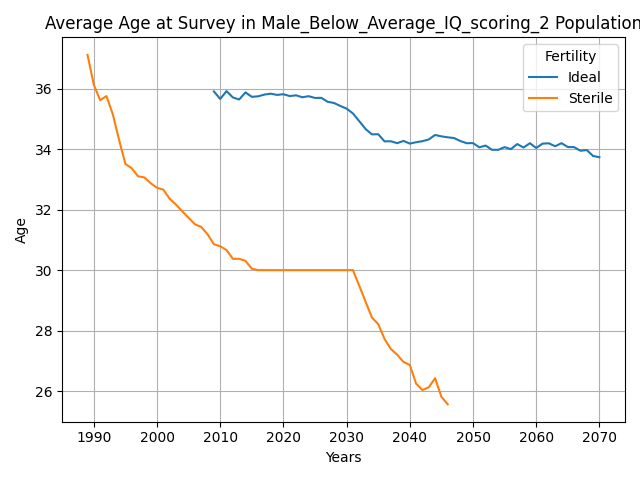 Average Age at Survey in Male_Below_Average_IQ_scoring_2 Population
Fertility
Ideal
Sterile
Age
36
34
32
30
28
26
1990
2000
2010
2020
2030
2040
2050
2060
2070
Years